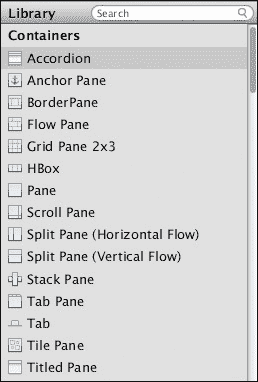 Library Search
Containers
Accordion
Anchor Pane
BorderPane
Flow Pane
Grid Pane 2x3
HBox
Pane
Scroll Pane
Split Pane (Horizontal Flow)
Split Pane (Vertical Flow)
Stack Pane
Tab Pane
Tab
Tile Pane
Titled Pane